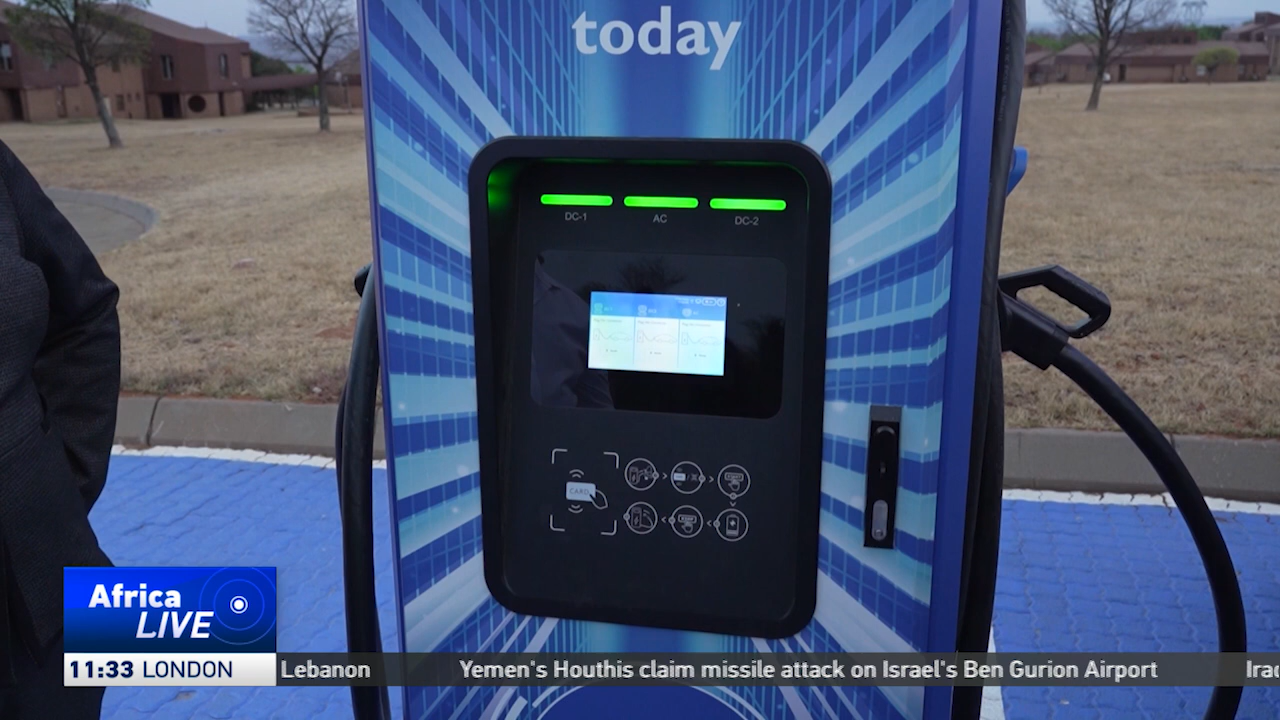 today
DC-1 AC DC-2
CARD
Africa
LIVE
11:33 LONDON
Lebanon Yemen's Houthis claim missile attack on Israel's Ben Gurion Airport